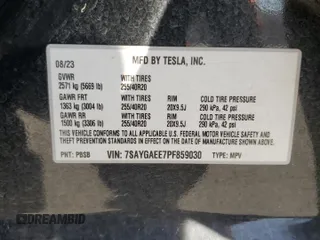 MFD BY TESLA, INC.
08/23
GVWR WITH TIRES
2571 kg (5669 lb) 255/40R20
GAWR FRT WITH TIRES RIM COLD TIRE PRESSURE
1363 kg (3004 lb) 255/40R20 20X9.5J 290 kPa, 42 psi
GAWR RR WITH TIRES RIM COLD TIRE PRESSURE
1500 kg (3306 lb) 255/40R20 20X9.5J 290 kPa, 42 psi
THIS VEHICLE CONFORMS TO ALL APPLICABLE FEDERAL MOTOR VEHICLE
SAFETY AND THEFT PREVENTION STANDARDS IN EFFECT ON THE DATE OF
MANUFACTURE SHOWN ABOVE.
PNT: PBSB VIN: 7SAYGAEE7PF859030 TYPE: MPV
CARAMBID